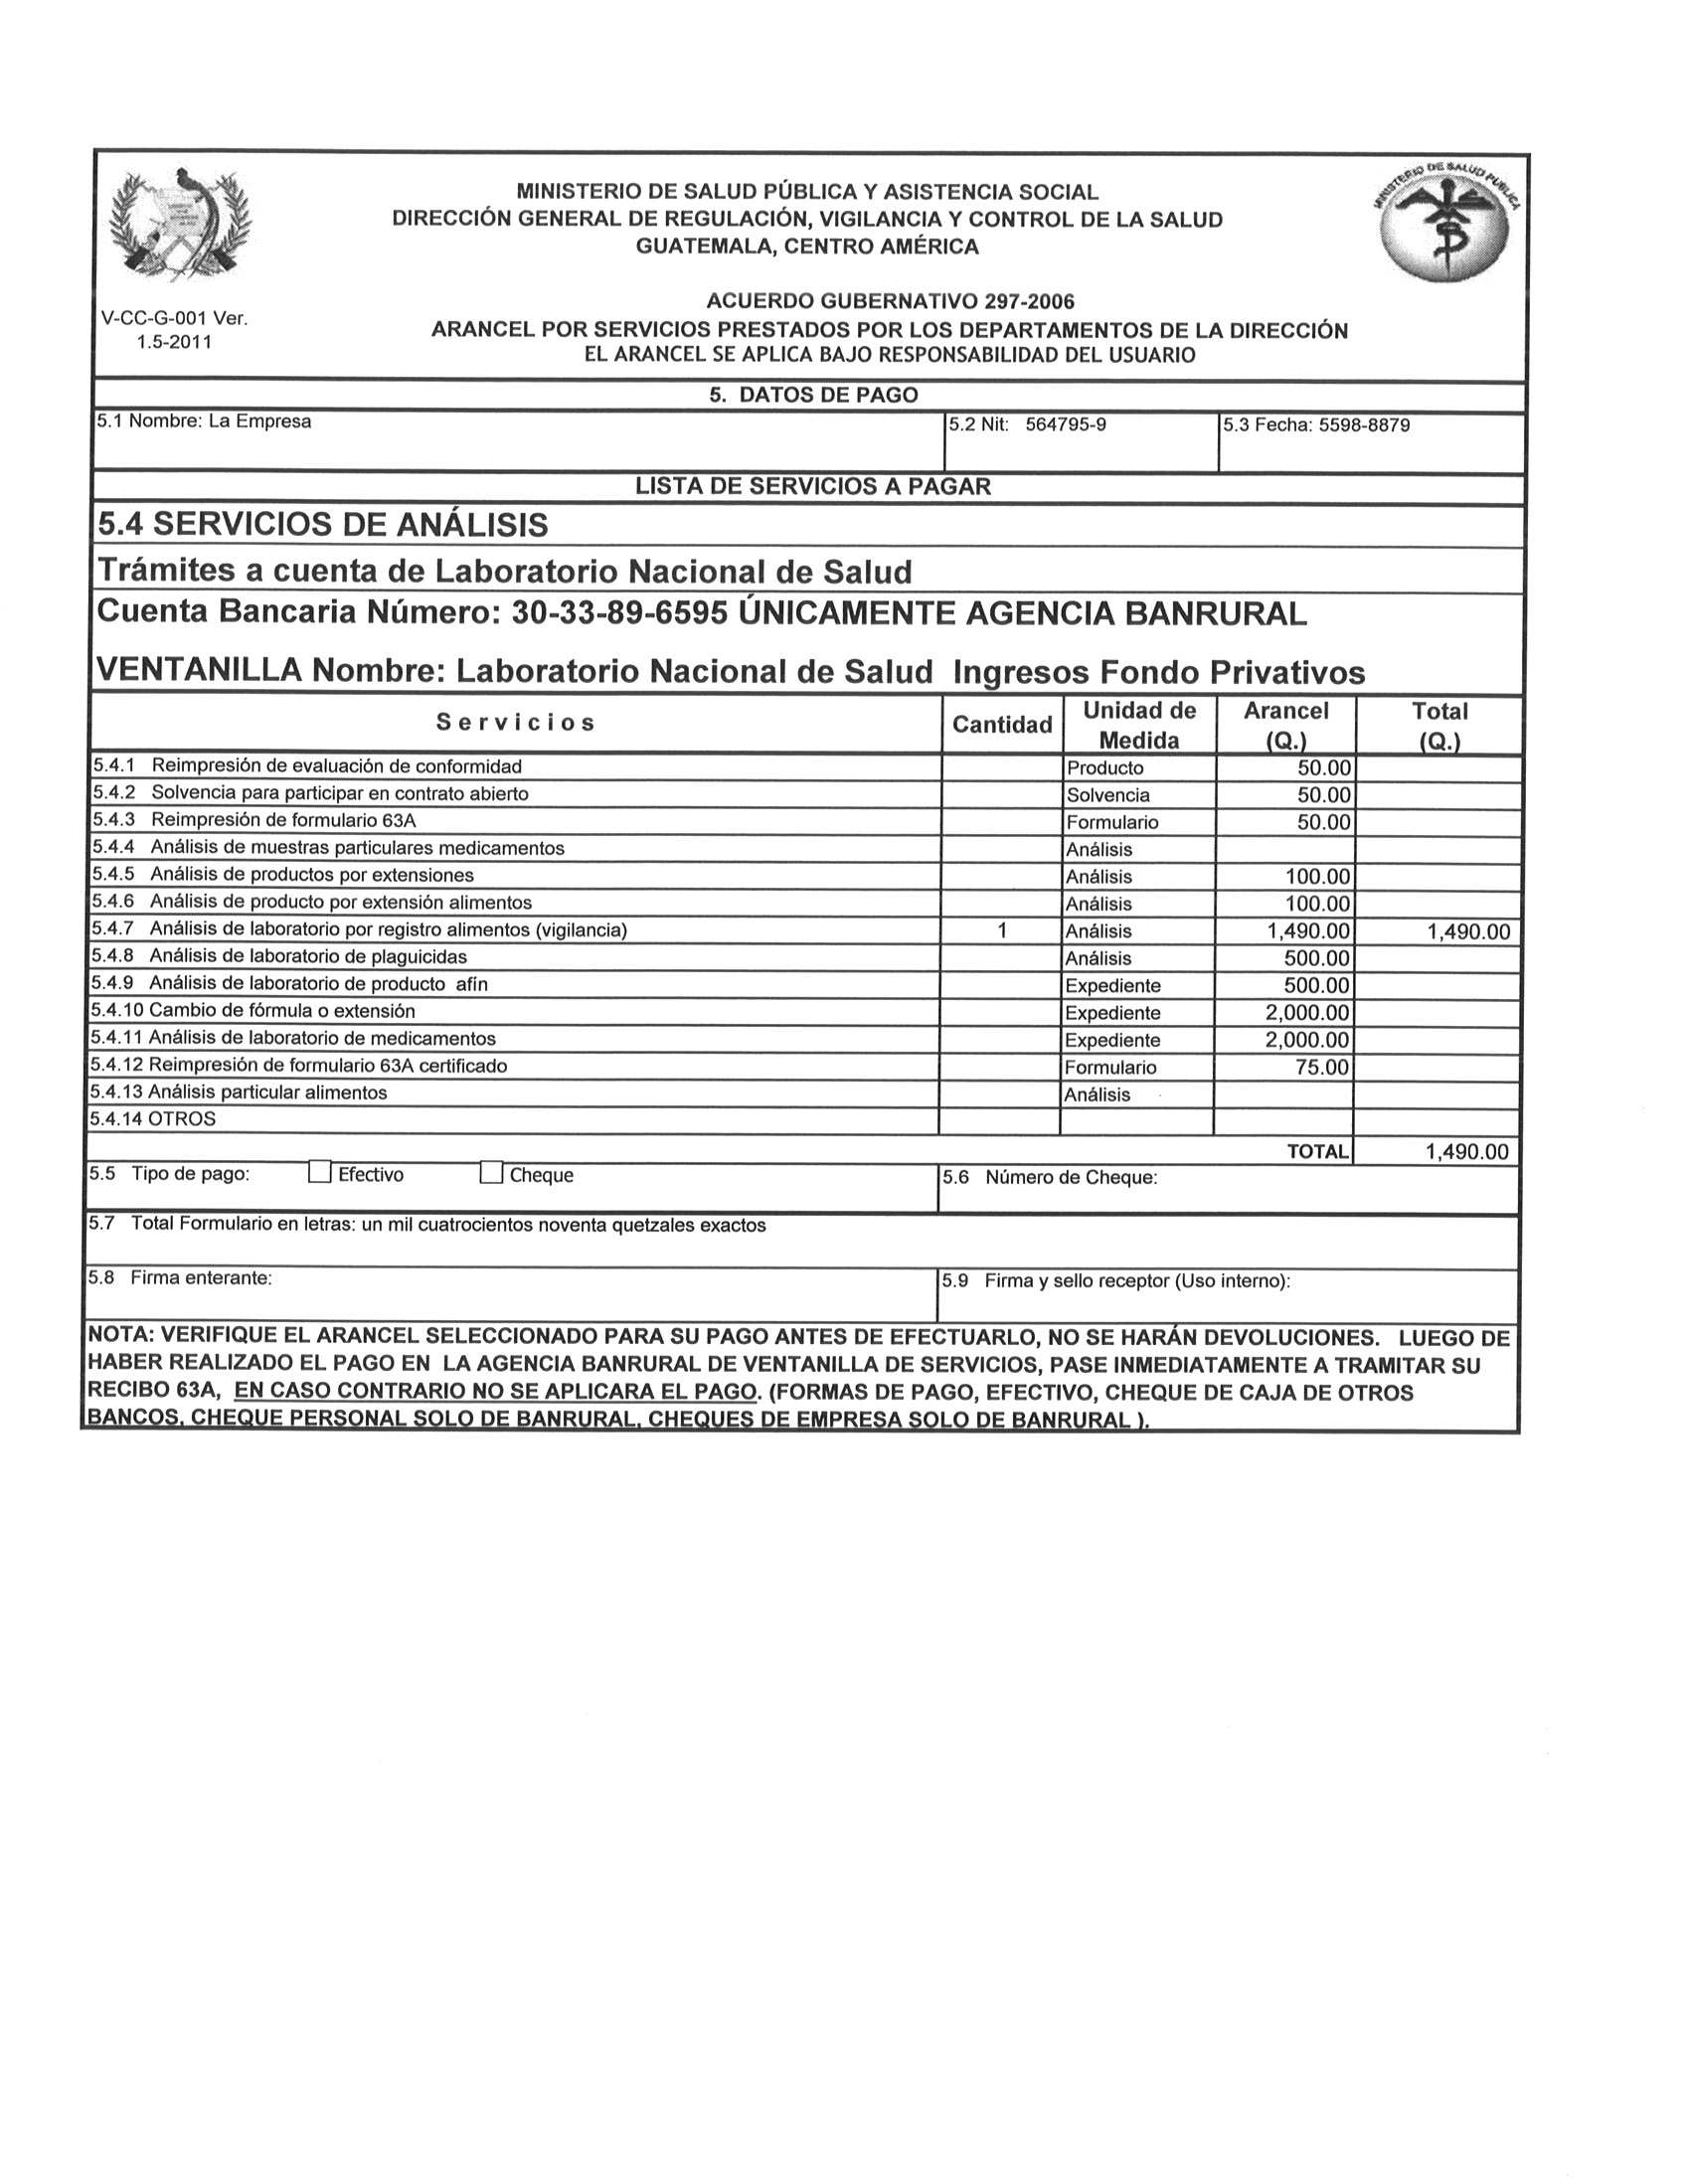 MINISTERIO DE SALUD PÚBLICA Y ASISTENCIA SOCIAL
DIRECCIÓN GENERAL DE REGULACIÓN, VIGILANCIA Y CONTROL DE LA SALUD
GUATEMALA, CENTRO AMÉRICA
MINISTERIO DE SALUD PUBLICA
V-CC-G-001 Ver.
1.5-2011
ACUERDO GUBERNATIVO 297-2006
ARANCEL POR SERVICIOS PRESTADOS POR LOS DEPARTAMENTOS DE LA DIRECCIÓN
EL ARANCEL SE APLICA BAJO RESPONSABILIDAD DEL USUARIO
5. DATOS DE PAGO
5.1 Nombre: La Empresa 5.2 Nit: 564795-9 5.3 Fecha: 5598-8879
LISTA DE SERVICIOS A PAGAR
5.4 SERVICIOS DE ANÁLISIS
Trámites a cuenta de Laboratorio Nacional de Salud
Cuenta Bancaria Número: 30-33-89-6595 ÚNICAMENTE AGENCIA BANRURAL
VENTANILLA Nombre: Laboratorio Nacional de Salud Ingresos Fondo Privativos
Servicios Cantidad Unidad de Medida Arancel (Q.) Total (Q.)
5.4.1 Reimpresión de evaluación de conformidad Producto 50.00
5.4.2 Solvencia para participar en contrato abierto Solvencia 50.00
5.4.3 Reimpresión de formulario 63A Formulario 50.00
5.4.4 Análisis de muestras particulares medicamentos Análisis
5.4.5 Análisis de productos por extensiones Análisis 100.00
5.4.6 Análisis de producto por extensión alimentos Análisis 100.00
5.4.7 Análisis de laboratorio por registro alimentos (vigilancia) 1 Análisis 1,490.00 1,490.00
5.4.8 Análisis de laboratorio de plaguicidas Análisis 500.00
5.4.9 Análisis de laboratorio de producto afín Expediente 500.00
5.4.10 Cambio de fórmula o extensión Expediente 2,000.00
5.4.11 Análisis de laboratorio de medicamentos Expediente 2,000.00
5.4.12 Reimpresión de formulario 63A certificado Formulario 75.00
5.4.13 Análisis particular alimentos Análisis
5.4.14 OTROS
TOTAL 1,490.00
5.5 Tipo de pago: Efectivo Cheque 5.6 Número de Cheque:
5.7 Total Formulario en letras: un mil cuatrocientos noventa quetzales exactos
5.8 Firma enterante: 5.9 Firma y sello receptor (Uso interno):
NOTA: VERIFIQUE EL ARANCEL SELECCIONADO PARA SU PAGO ANTES DE EFECTUARLO, NO SE HARÁN DEVOLUCIONES. LUEGO DE
HABER REALIZADO EL PAGO EN LA AGENCIA BANRURAL DE VENTANILLA DE SERVICIOS, PASE INMEDIATAMENTE A TRAMITAR SU
RECIBO 63A, EN CASO CONTRARIO NO SE APLICARA EL PAGO. (FORMAS DE PAGO, EFECTIVO, CHEQUE DE CAJA DE OTROS
BANCOS, CHEQUE PERSONAL SOLO DE BANRURAL, CHEQUES DE EMPRESA SOLO DE BANRURAL ).